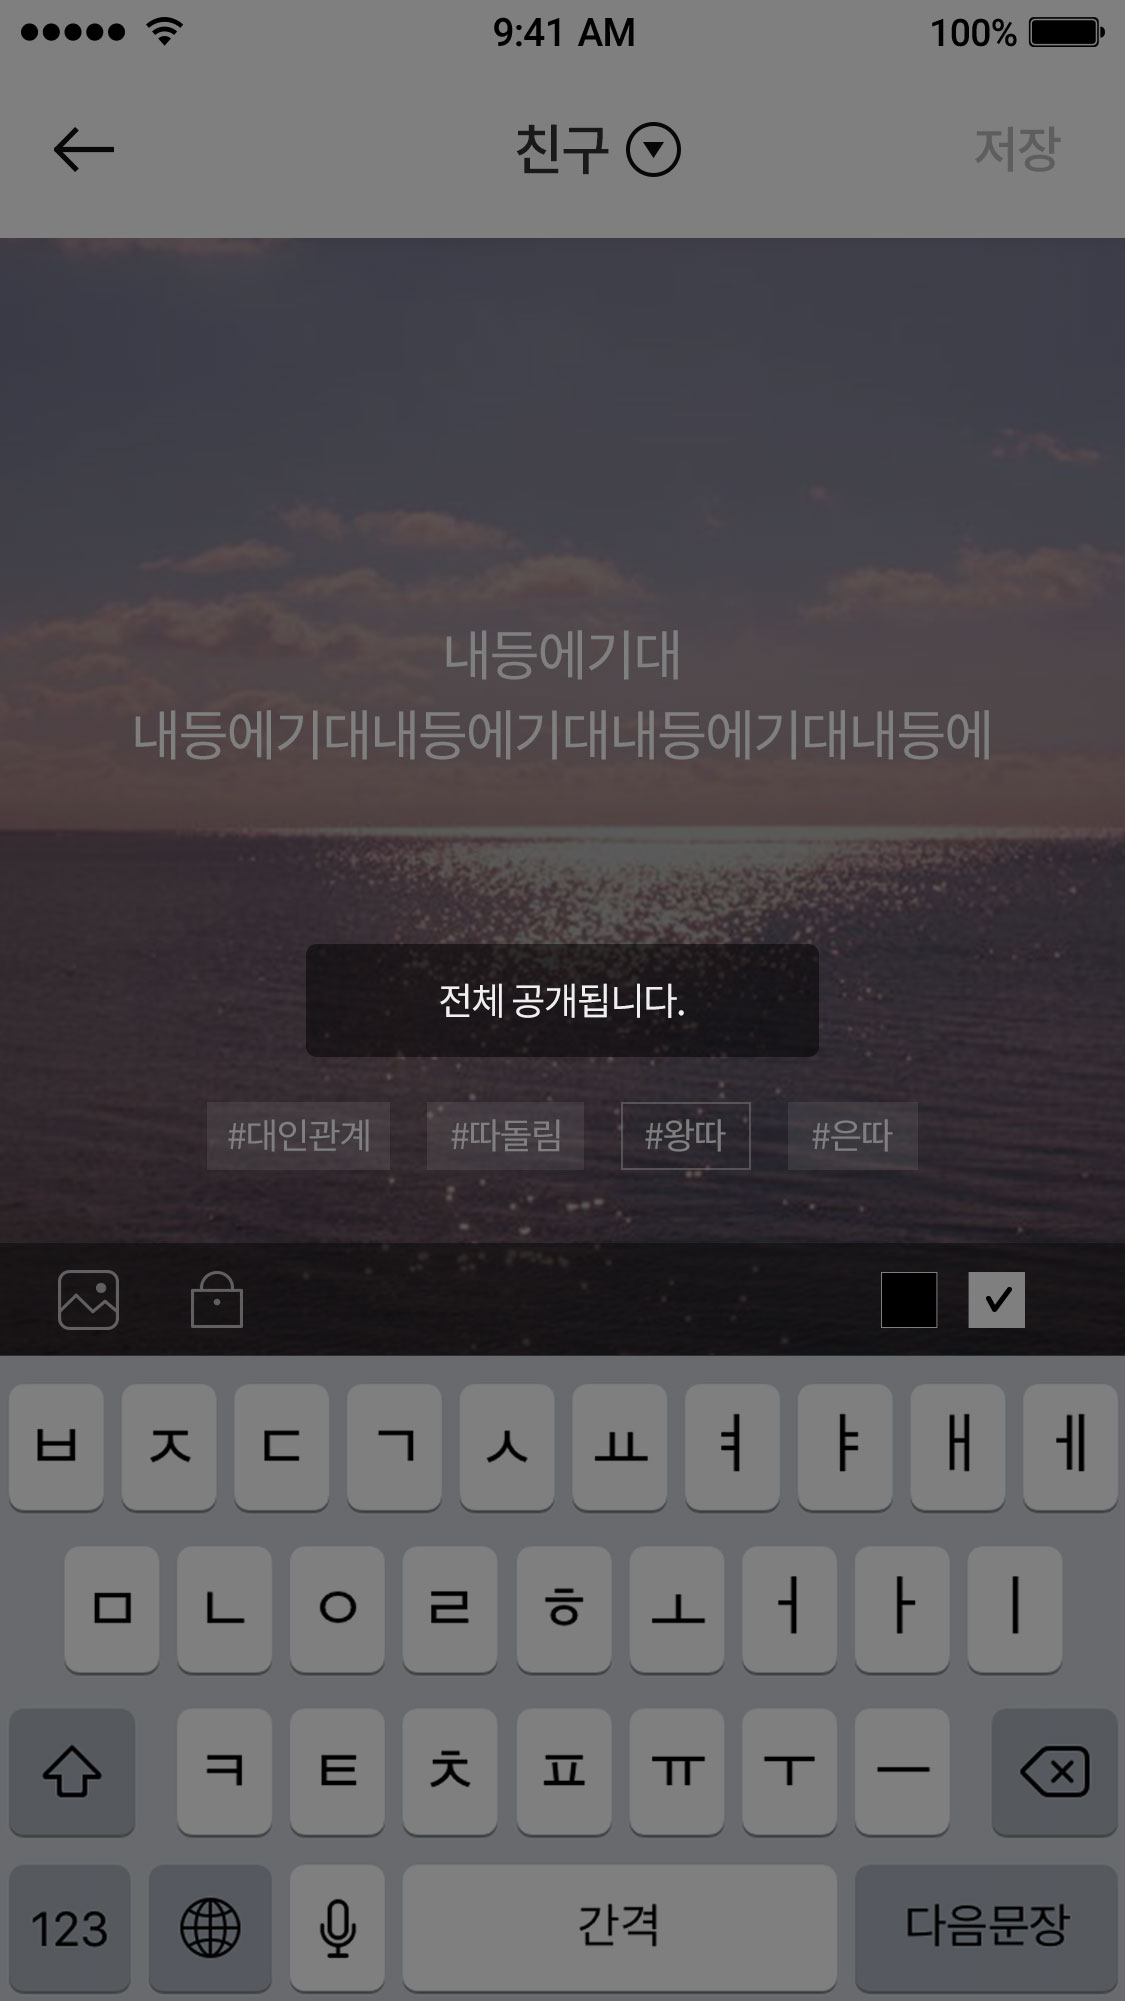 9:41 AM 100%
친구 저장
내등에기대
내등에기대내등에기대내등에기대내등에
전체 공개됩니다.
#대인관계 #따돌림 #왕따 #은따
ㅂ ㅈ ㄷ ㄱ ㅅ ㅛ ㅕ ㅑ ㅐ ㅔ
ㅁ ㄴ ㅇ ㄹ ㅎ ㅗ ㅓ ㅏ ㅣ
ㅋ ㅌ ㅊ ㅍ ㅠ ㅜ ㅡ
123 간격 다음문장